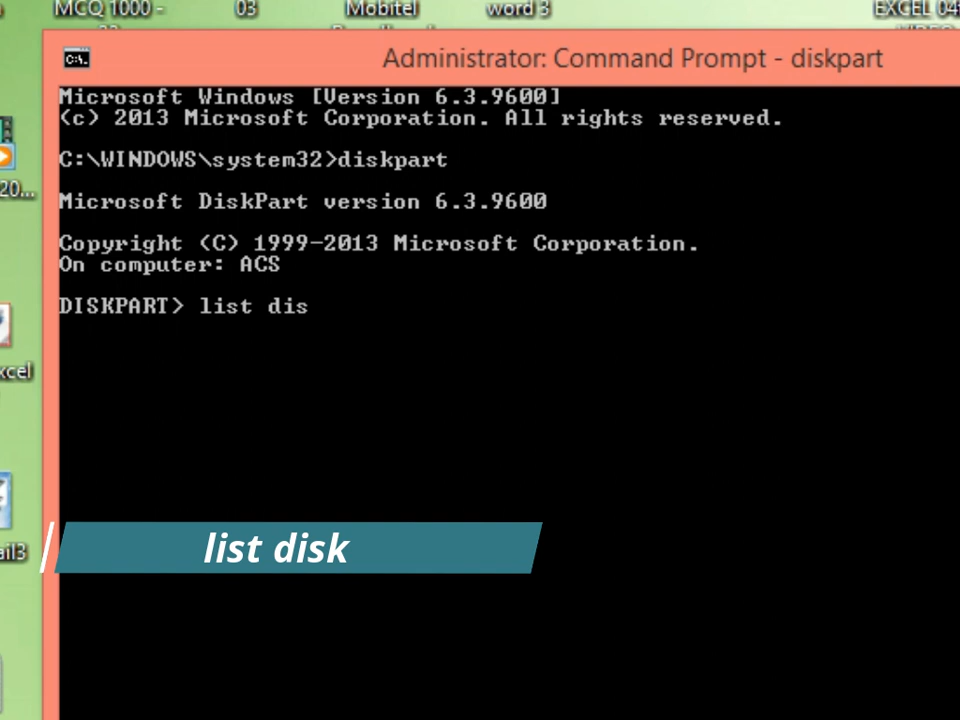 MCQ 1000 -
03
Mobitel
word 3
EXCEL 04
Administrator: Command Prompt - diskpart
Microsoft Windows [Version 6.3.9600]
(c) 2013 Microsoft Corporation. All rights reserved.
C:\WINDOWS\system32>diskpart
20...
Microsoft DiskPart version 6.3.9600
Copyright (C) 1999-2013 Microsoft Corporation.
On computer: ACS
DISKPART> list dis
xcel
list disk
ail3